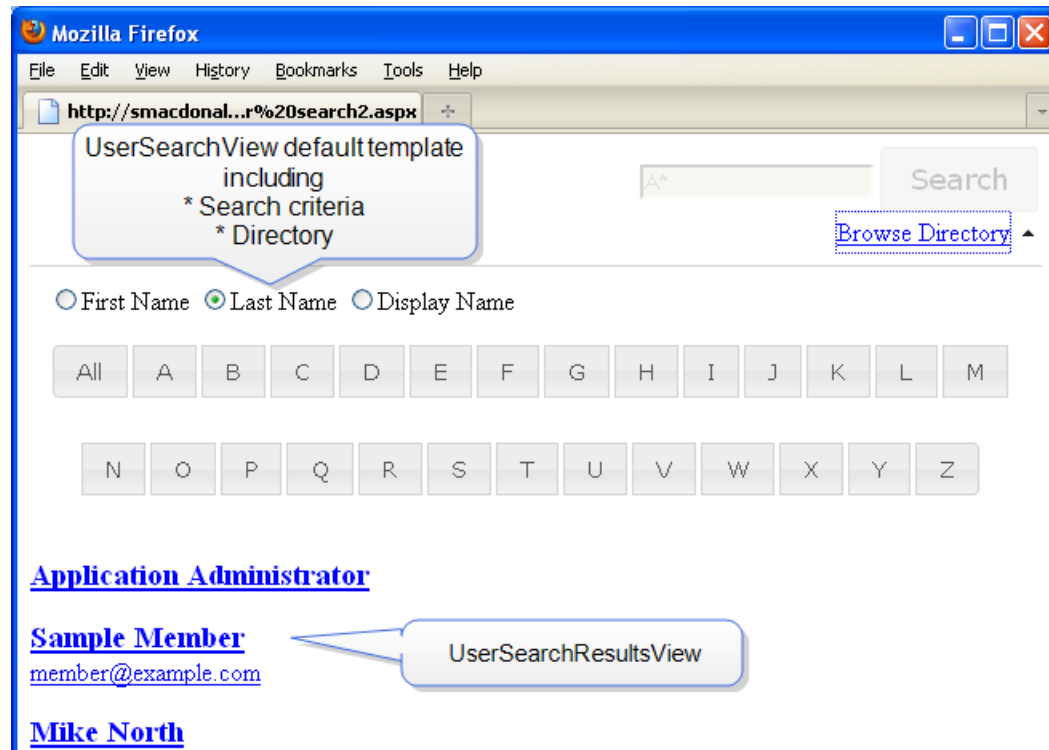 Mozilla Firefox
File Edit View History Bookmarks Tools Help
http://smacdonal...r%20search2.aspx
UserSearchView default template
including
* Search criteria
* Directory
A* Search
Browse Directory
First Name Last Name Display Name
All A B C D E F G H I J K L M
N O P Q R S T U V W X Y Z
Application Administrator
Sample Member
member@example.com
UserSearchResultsView
Mike North